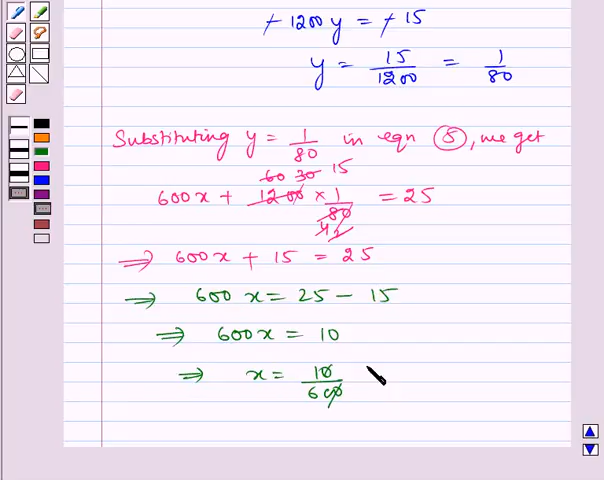 -1200y = -15
y = 15/1200 = 1/80
Substituting y = 1/80 in eqn (5), we get
60 30 15
600x + 1200 × 1/80 = 25
4 2
⇒ 600x + 15 = 25
⇒ 600x = 25 - 15
⇒ 600x = 10
⇒ x = 10/600